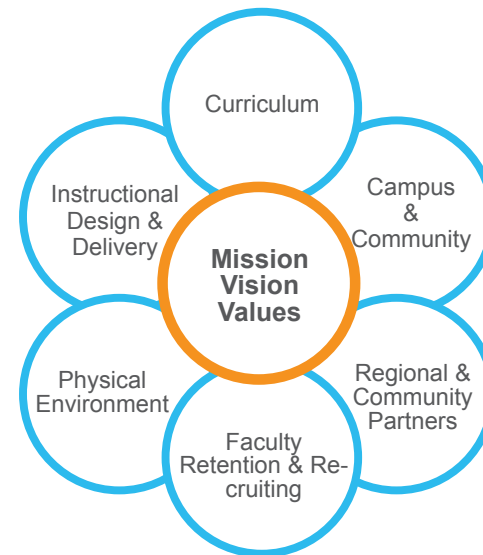 Curriculum
Instructional
Design &
Delivery
Campus
&
Community
Mission
Vision
Values
Physical
Environment
Regional &
Community
Partners
Faculty
Retention & Re-
cruiting